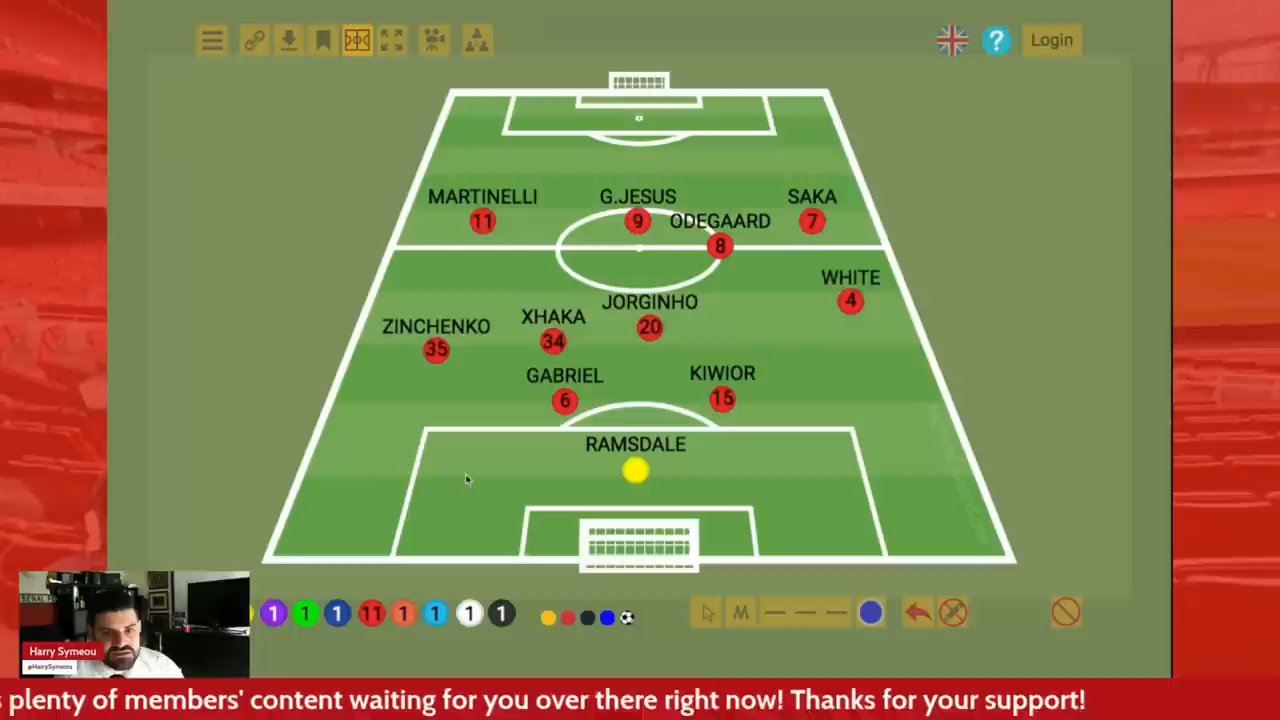 Login
MARTINELLI
11
G.JESUS
9
ODEGAARD
8
SAKA
7
WHITE
4
JORGINHO
20
XHAKA
34
ZINCHENKO
35
GABRIEL
6
KIWIOR
15
RAMSDALE
1 1 1 11 1 1 1 1
M
Harry Symeou
@HarrySymeou
plenty of members' content waiting for you over there right now! Thanks for your support!